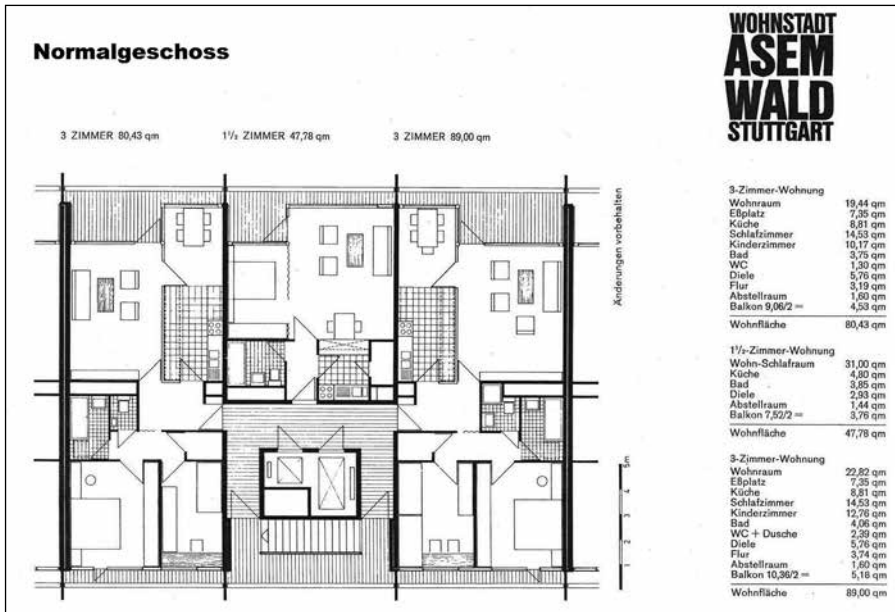 Normalgeschoss
WOHNSTADT
ASEM
WALD
STUTTGART
3 ZIMMER 80,43 qm
1½ ZIMMER 47,78 qm
3 ZIMMER 89,00 qm
Änderungen vorbehalten
5m
4
3
2
1
3-Zimmer-Wohnung
Wohnraum 19,44 qm
Eßplatz 7,35 qm
Küche 8,81 qm
Schlafzimmer 14,53 qm
Kinderzimmer 10,17 qm
Bad 3,75 qm
WC 1,30 qm
Diele 5,76 qm
Flur 3,19 qm
Abstellraum 1,60 qm
Balkon 9,06/2 = 4,53 qm
Wohnfläche 80,43 qm
1½-Zimmer-Wohnung
Wohn-Schlafraum 31,00 qm
Küche 4,80 qm
Bad 3,85 qm
Diele 2,93 qm
Abstellraum 1,44 qm
Balkon 7,52/2 = 3,76 qm
Wohnfläche 47,78 qm
3-Zimmer-Wohnung
Wohnraum 22,82 qm
Eßplatz 7,35 qm
Küche 8,81 qm
Schlafzimmer 14,53 qm
Kinderzimmer 12,76 qm
Bad 4,06 qm
WC + Dusche 2,39 qm
Diele 5,76 qm
Flur 3,74 qm
Abstellraum 1,60 qm
Balkon 10,36/2 = 5,18 qm
Wohnfläche 89,00 qm